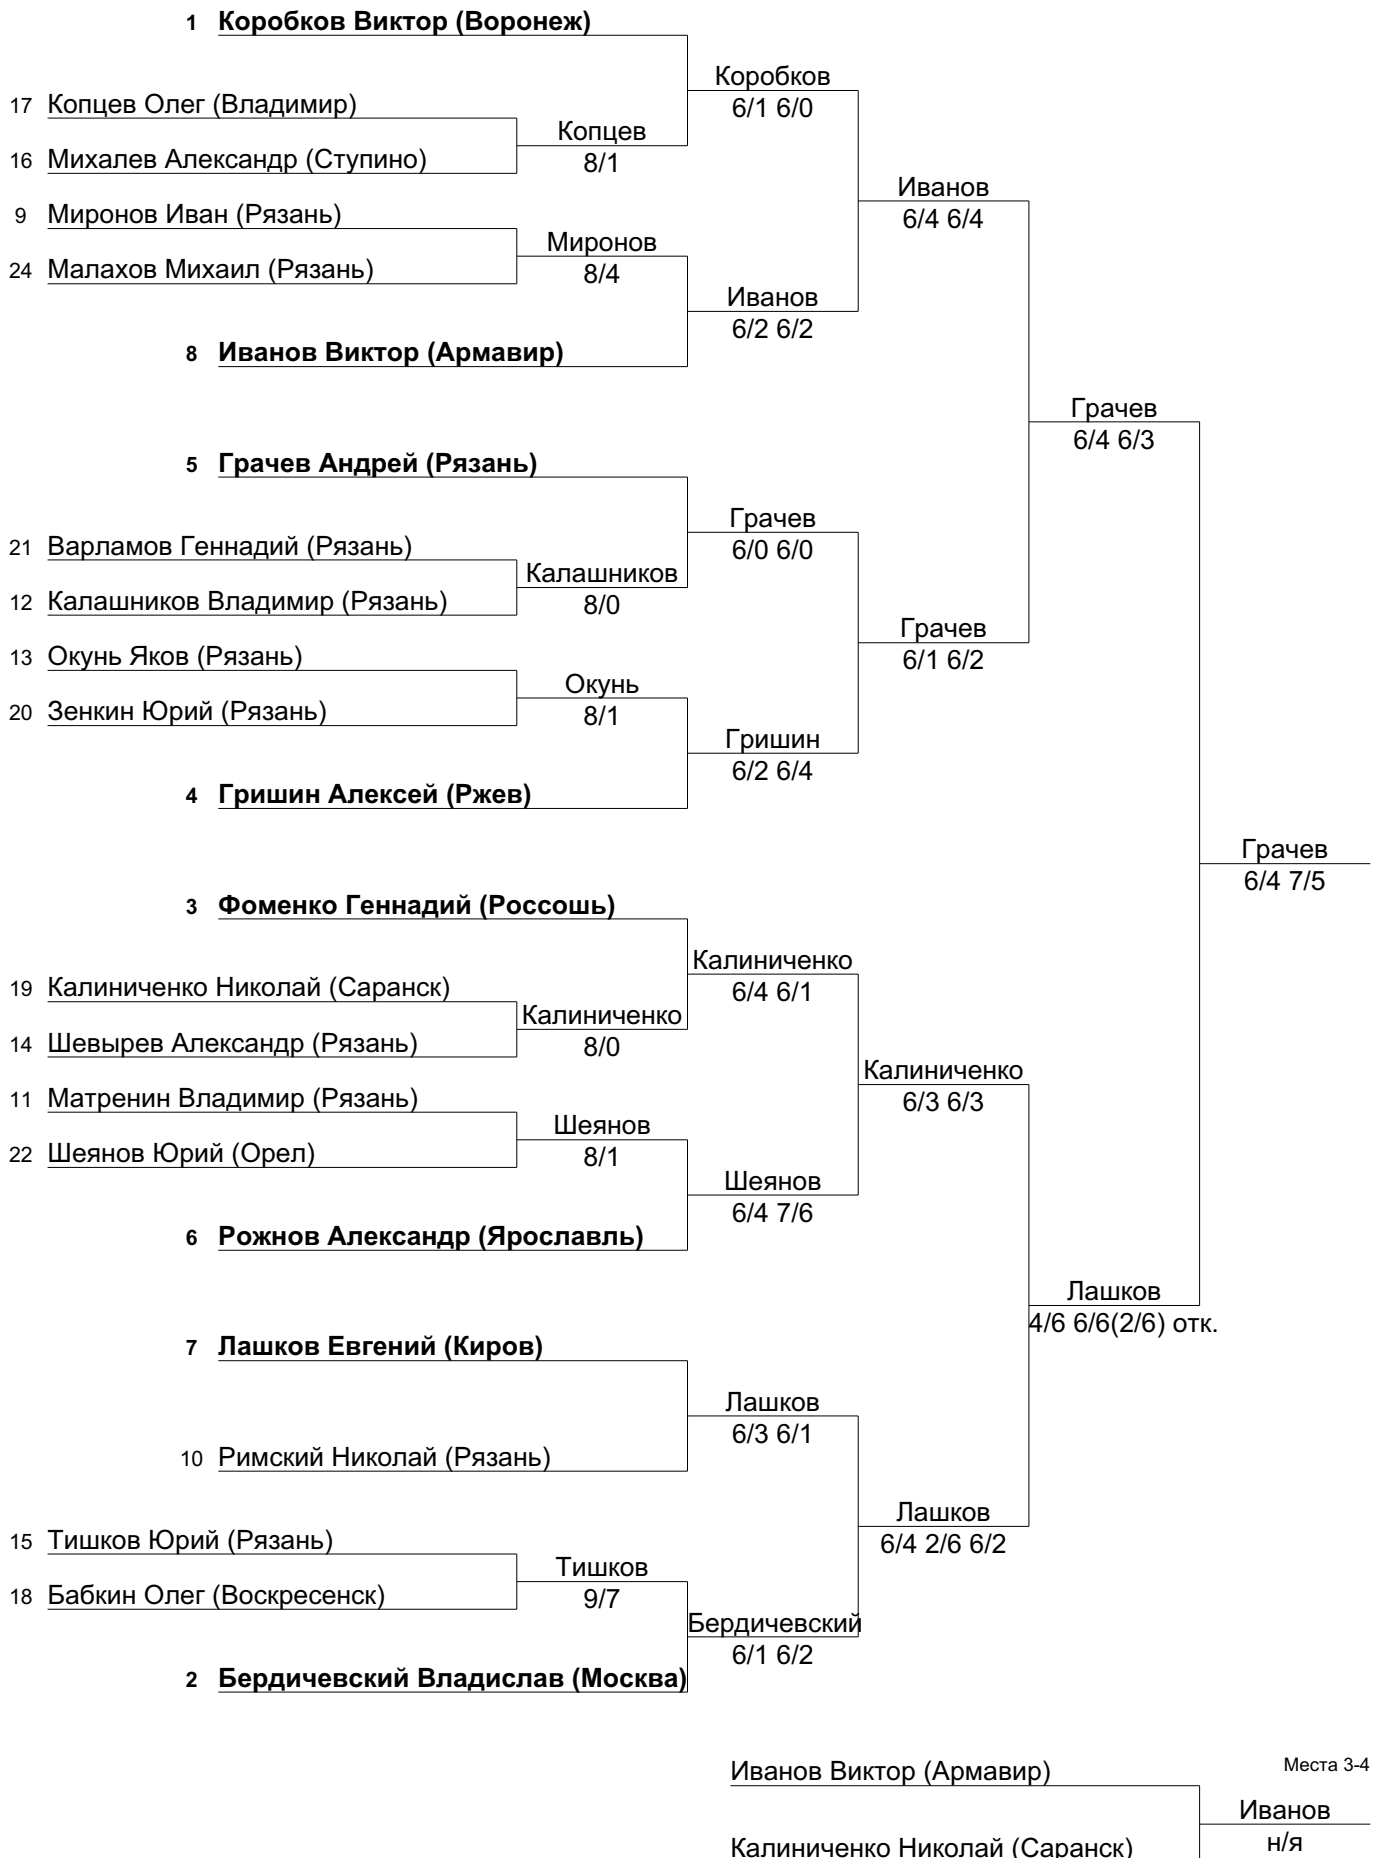 1 Коробков Виктор (Воронеж)
Коробков
17 Копцев Олег (Владимир)
6/1 6/0
Копцев
16 Михалев Александр (Ступино)
8/1
Иванов
9 Миронов Иван (Рязань)
6/4 6/4
Миронов
24 Малахов Михаил (Рязань)
8/4
Иванов
6/2 6/2
8 Иванов Виктор (Армавир)
Грачев
6/4 6/3
5 Грачев Андрей (Рязань)
Грачев
21 Варламов Геннадий (Рязань)
6/0 6/0
Калашников
12 Калашников Владимир (Рязань)
8/0
Грачев
13 Окунь Яков (Рязань)
6/1 6/2
Окунь
20 Зенкин Юрий (Рязань)
8/1
Гришин
6/2 6/4
4 Гришин Алексей (Ржев)
Грачев
6/4 7/5
3 Фоменко Геннадий (Россошь)
Калиниченко
19 Калиниченко Николай (Саранск)
6/4 6/1
Калиниченко
14 Шевырев Александр (Рязань)
8/0
Калиниченко
11 Матренин Владимир (Рязань)
6/3 6/3
Шеянов
22 Шеянов Юрий (Орел)
8/1
Шеянов
6/4 7/6
6 Рожнов Александр (Ярославль)
Лашков
4/6 6/6(2/6) отк.
7 Лашков Евгений (Киров)
Лашков
6/3 6/1
10 Римский Николай (Рязань)
Лашков
15 Тишков Юрий (Рязань)
6/4 2/6 6/2
Тишков
18 Бабкин Олег (Воскресенск)
9/7
Бердичевский
6/1 6/2
2 Бердичевский Владислав (Москва)
Места 3-4
Иванов Виктор (Армавир)
Иванов
н/я
Калиниченко Николай (Саранск)